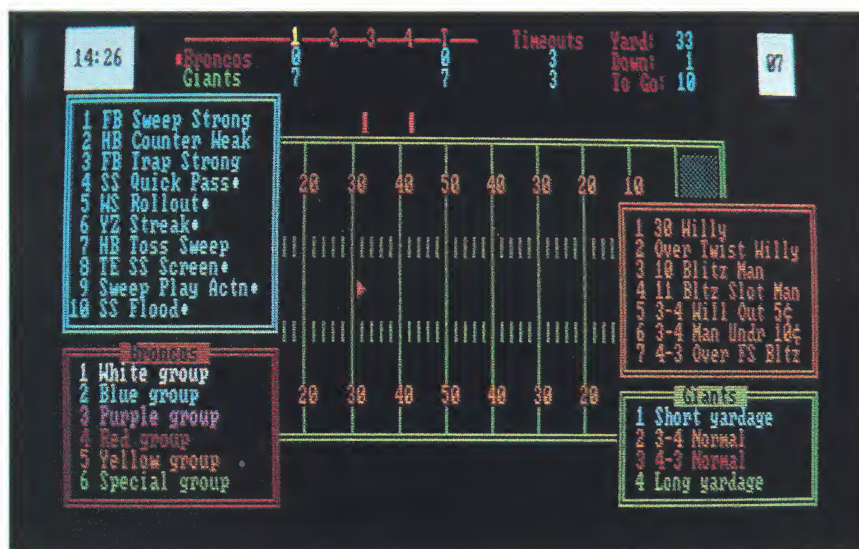 1 2 3 4 T Timeouts Yard: 33
14:26 Broncos 0 0 3 Down: 1 07
Giants 7 7 3 To Go: 10
1 FB Sweep Strong
2 HB Counter Weak
3 FB Trap Strong
4 SS Quick Pass•
5 WS Rollout•
6 YZ Streak•
7 HB Toss Sweep
8 TE SS Screen•
9 Sweep Play Actn•
10 SS Flood•
20 30 40 50 40 30 20 10
1 30 Willy
2 Over Twist Willy
3 10 Blitz Man
4 11 Bltz Slot Man
5 3-4 Will Out 5¢
6 3-4 Man Undr 10¢
7 4-3 Over FS Bltz
Broncos
1 White group
2 Blue group
3 Purple group
4 Red group
5 Yellow group
6 Special group
20 30 40 50 40 30 20
Giants
1 Short yardage
2 3-4 Normal
3 4-3 Normal
4 Long yardage